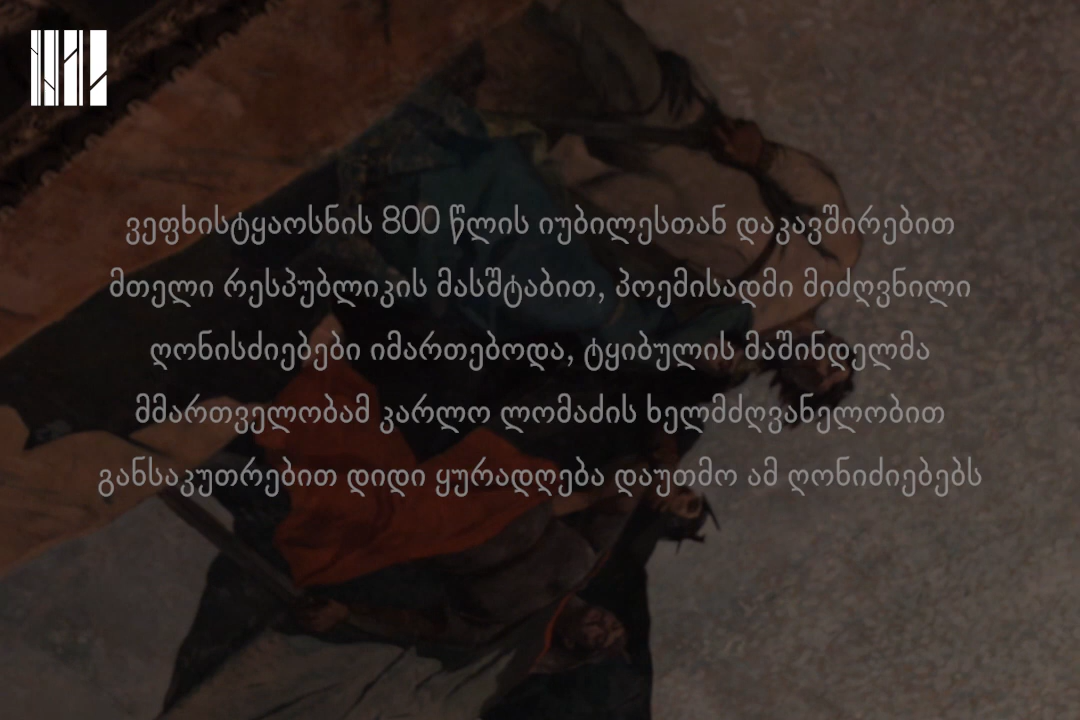 ვეფხისტყაოსნის 800 წლის იუბილესთან დაკავშირებით
მთელი რესპუბლიკის მასშტაბით, პოემისადმი მიძღვნილი
ღონისძიებები იმართებოდა, ტყიბულის მაშინდელმა
მმართველობამ კარლო ლომაძის ხელმძღვანელობით
განსაკუთრებით დიდი ყურადღება დაუთმო ამ ღონიძიებებს